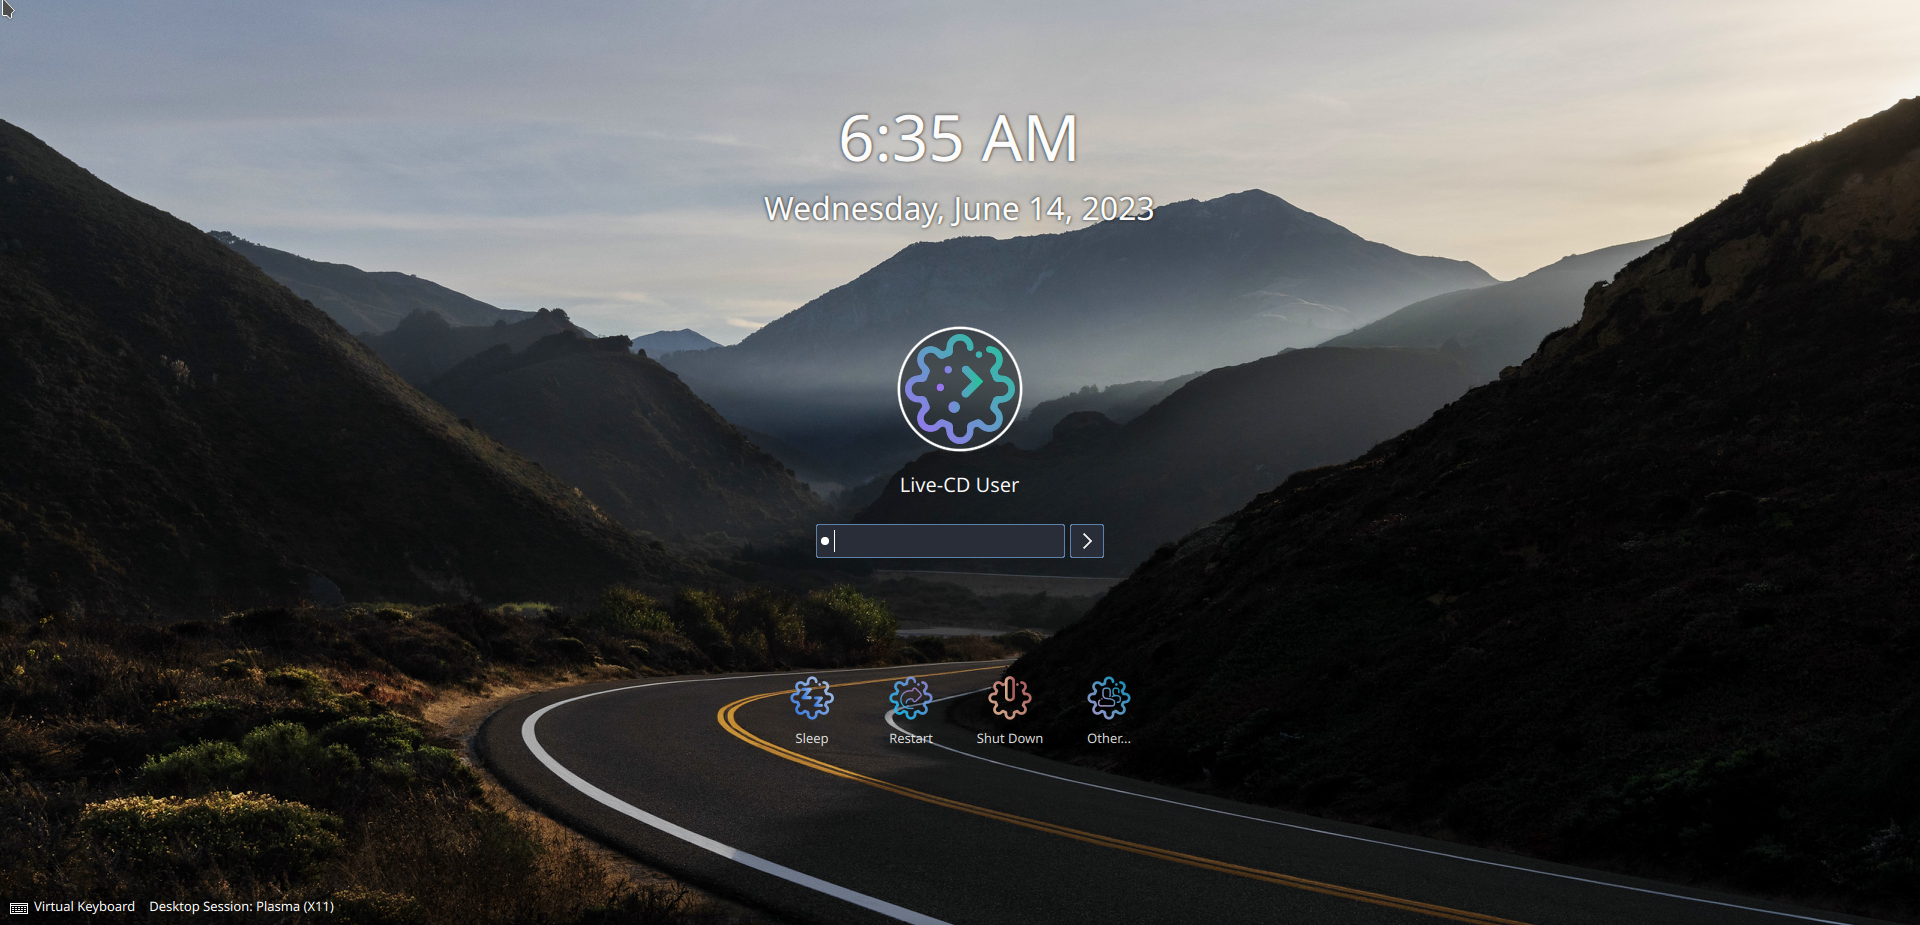 6:35 AM
Wednesday, June 14, 2023
Live-CD User
Sleep
Restart
Shut Down
Other...
Virtual Keyboard
Desktop Session: Plasma (X11)